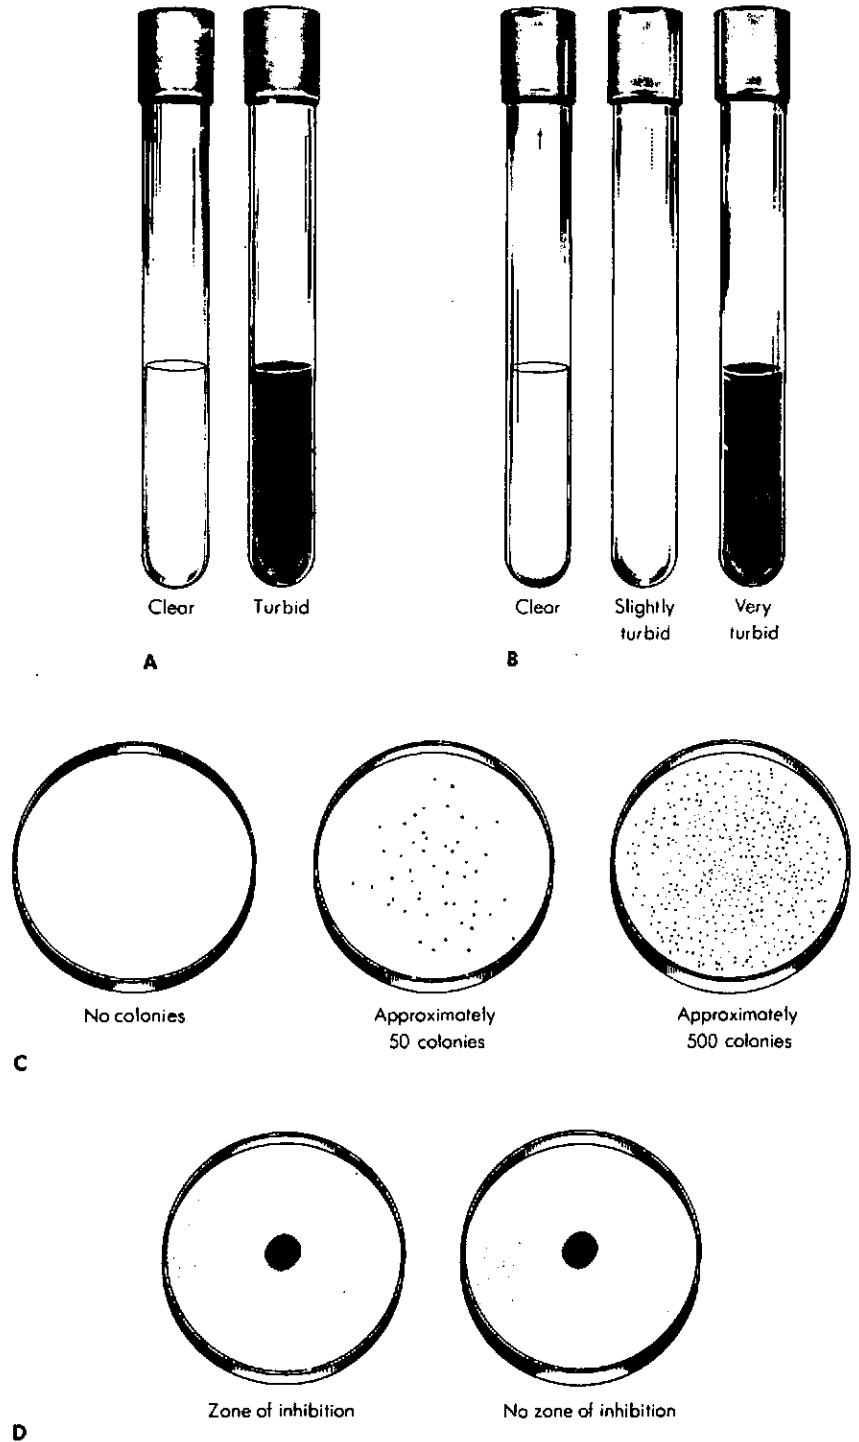 Clear
Turbid
A
Clear
Slightly
turbid
Very
turbid
B
No colonies
Approximately
50 colonies
Approximately
500 colonies
C
Zone of inhibition
No zone of inhibition
D